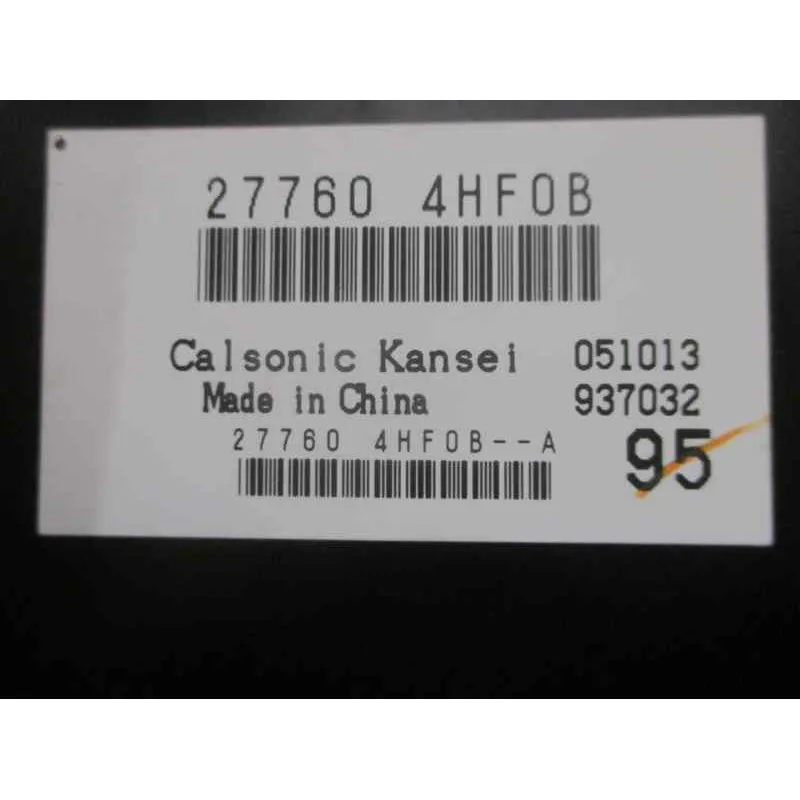 27760 4HF0B
Calsonic Kansei 051013
Made in China 937032
27760 4HF0B--A
95